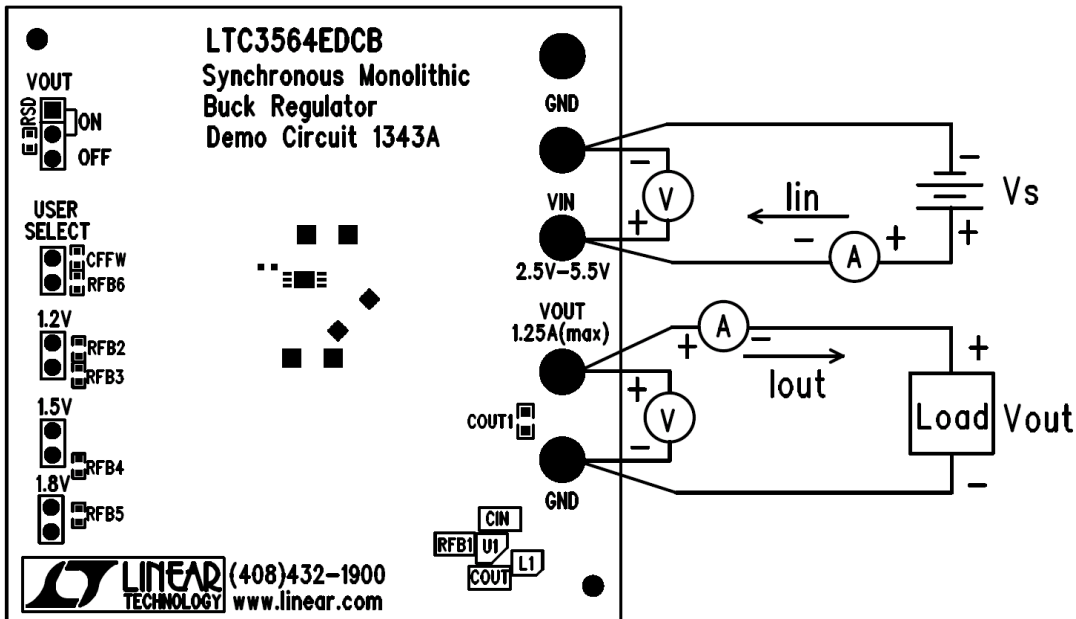 LTC3564EDCB
Synchronous Monolithic
Buck Regulator
Demo Circuit 1343A
VOUT
RSD
ON
OFF
USER
SELECT
CFFW
RFB6
1.2V
RFB2
RFB3
1.5V
RFB4
1.8V
RFB5
GND
VIN
2.5V-5.5V
VOUT
1.25A(max)
COUT1
GND
CIN
RFB1
U1
L1
COUT
LINEAR
TECHNOLOGY
(408)432-1900
www.linear.com
-
V
+
Iin
-
A
+
-
Vs
+
+
A
-
Iout
+
V
-
+
Load
Vout
-